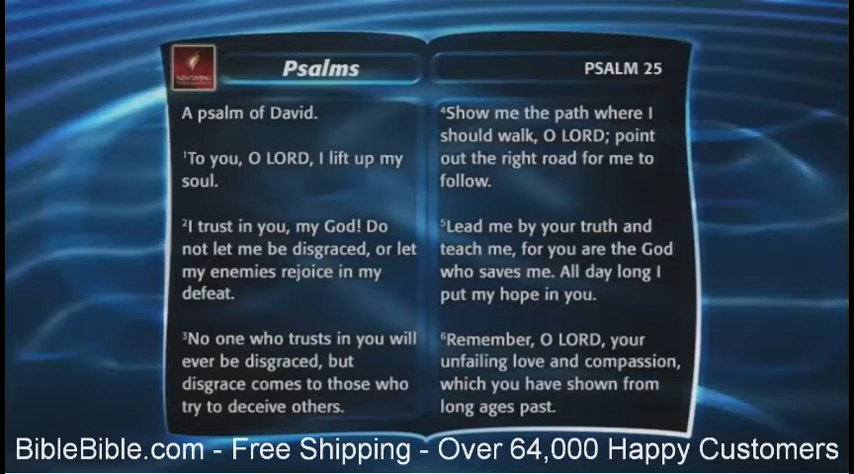 NEW LIVING
Psalms
PSALM 25
A psalm of David.
¹To you, O LORD, I lift up my
soul.
²I trust in you, my God! Do
not let me be disgraced, or let
my enemies rejoice in my
defeat.
³No one who trusts in you will
ever be disgraced, but
disgrace comes to those who
try to deceive others.
⁴Show me the path where I
should walk, O LORD; point
out the right road for me to
follow.
⁵Lead me by your truth and
teach me, for you are the God
who saves me. All day long I
put my hope in you.
⁶Remember, O LORD, your
unfailing love and compassion,
which you have shown from
long ages past.
BibleBible.com - Free Shipping - Over 64,000 Happy Customers